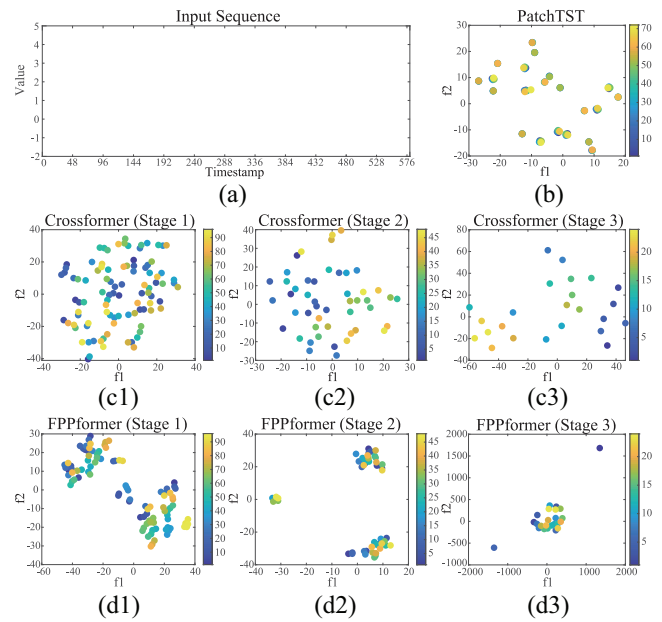 Input Sequence
5
4
3
2
1
0
-1
-2
Value
0 48 96 144 192 240 288 336 384 432 480 528 576
Timestamp
(a)
PatchTST
30
20
10
0
-10
-20
f2
-30 -20 -10 0 10 20
f1
70
60
50
40
30
20
10
(b)
Crossformer (Stage 1)
40
20
0
-20
-40
f2
-40 -20 0 20 40
f1
90
80
70
60
50
40
30
20
10
(c1)
Crossformer (Stage 2)
40
30
20
10
0
-10
-20
-30
f2
-30 -20 -10 0 10 20 30
f1
45
40
35
30
25
20
15
10
5
(c2)
Crossformer (Stage 3)
80
60
40
20
0
-20
-40
f2
-60 -40 -20 0 20 40
f1
20
15
10
5
(c3)
FPPformer (Stage 1)
30
20
10
0
-10
-20
-30
-40
f2
-60 -40 -20 0 20 40
f1
90
80
70
60
50
40
30
20
10
(d1)
FPPformer (Stage 2)
40
20
0
-20
-40
f2
-40 -30 -20 -10 0 10 20
f1
45
40
35
30
25
20
15
10
5
(d2)
FPPformer (Stage 3)
2000
1500
1000
500
0
-500
-1000
f2
-2000 -1000 0 1000 2000
f1
20
15
10
5
(d3)